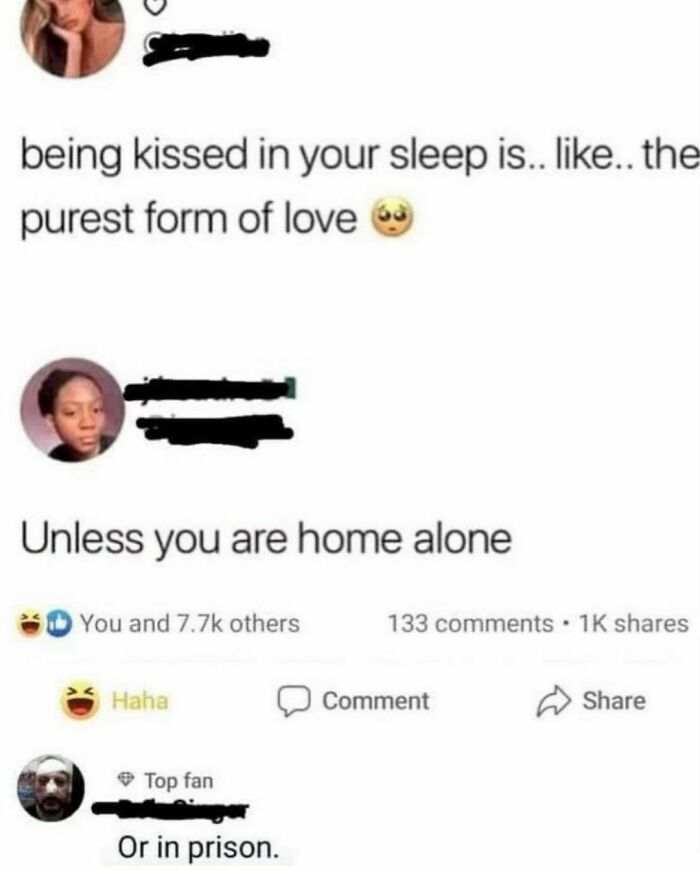 being kissed in your sleep is.. like.. the
purest form of love 🥺
Unless you are home alone
You and 7.7k others 133 comments • 1K shares
Haha Comment Share
Top fan
Or in prison.